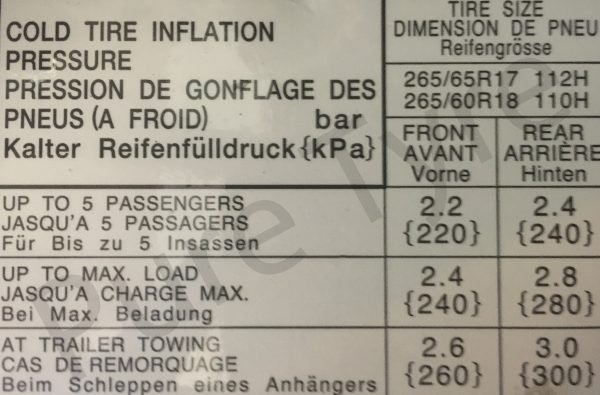 COLD TIRE INFLATION
PRESSURE
PRESSION DE GONFLAGE DES
PNEUS (A FROID) bar
Kalter Reifenfülldruck {kPa}
TIRE SIZE
DIMENSION DE PNEU
Reifengrösse
265/65R17 112H
265/60R18 110H
FRONT
AVANT
Vorne
REAR
ARRIÈRE
Hinten
UP TO 5 PASSENGERS
JASQU'A 5 PASSAGERS
Für Bis zu 5 Insassen
2.2 2.4
{220} {240}
UP TO MAX. LOAD
JASQU'A CHARGE MAX.
Bei Max. Beladung
2.4 2.8
{240} {280}
AT TRAILER TOWING
CAS DE REMORQUAGE
Beim Schleppen eines Anhängers
2.6 3.0
{260} {300}
Pure Tyre